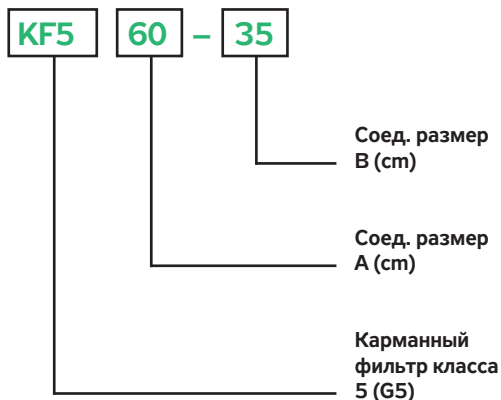 KF5 60 – 35
Соед. размер
B (cm)
Соед. размер
A (cm)
Карманный
фильтр класса
5 (G5)